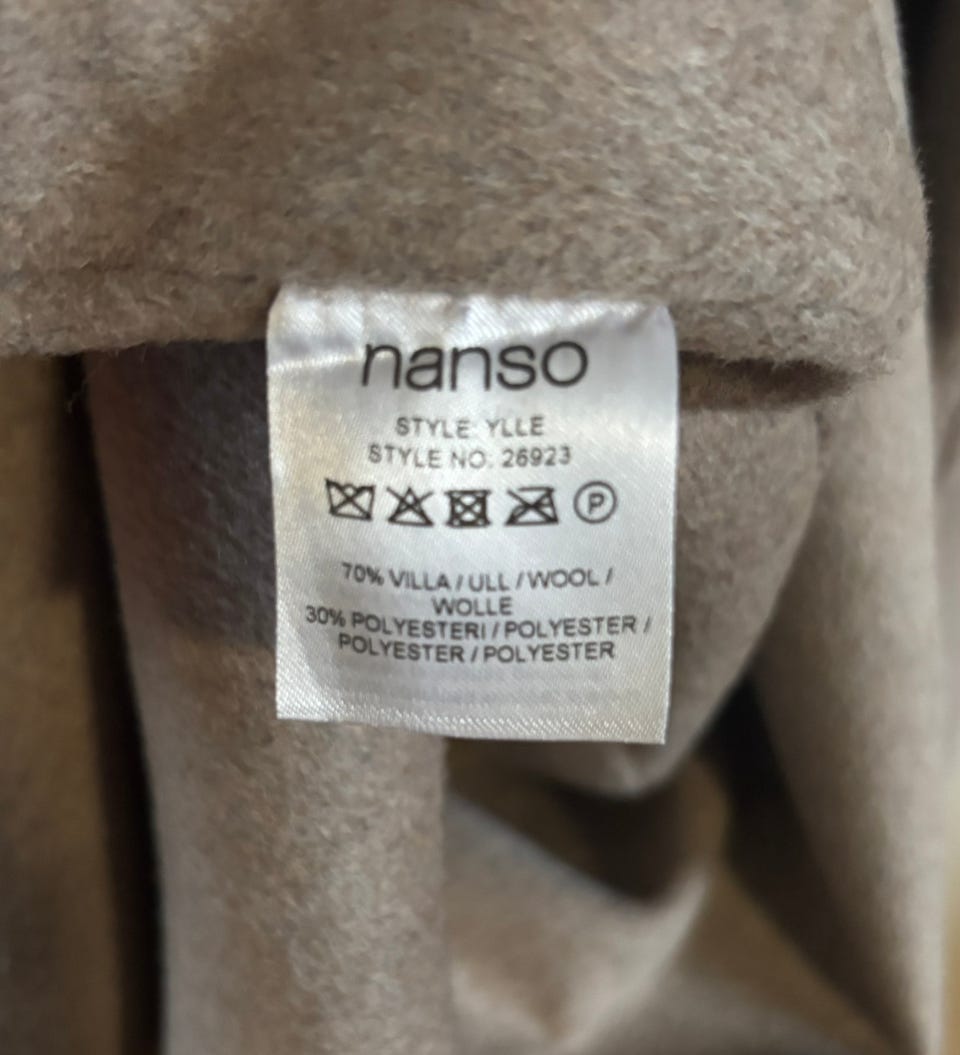 nanso
STYLE: YLLE
STYLE NO: 26923
P
70% VILLA / ULL / WOOL /
WOLLE
30% POLYESTERI / POLYESTER /
POLYESTER / POLYESTER